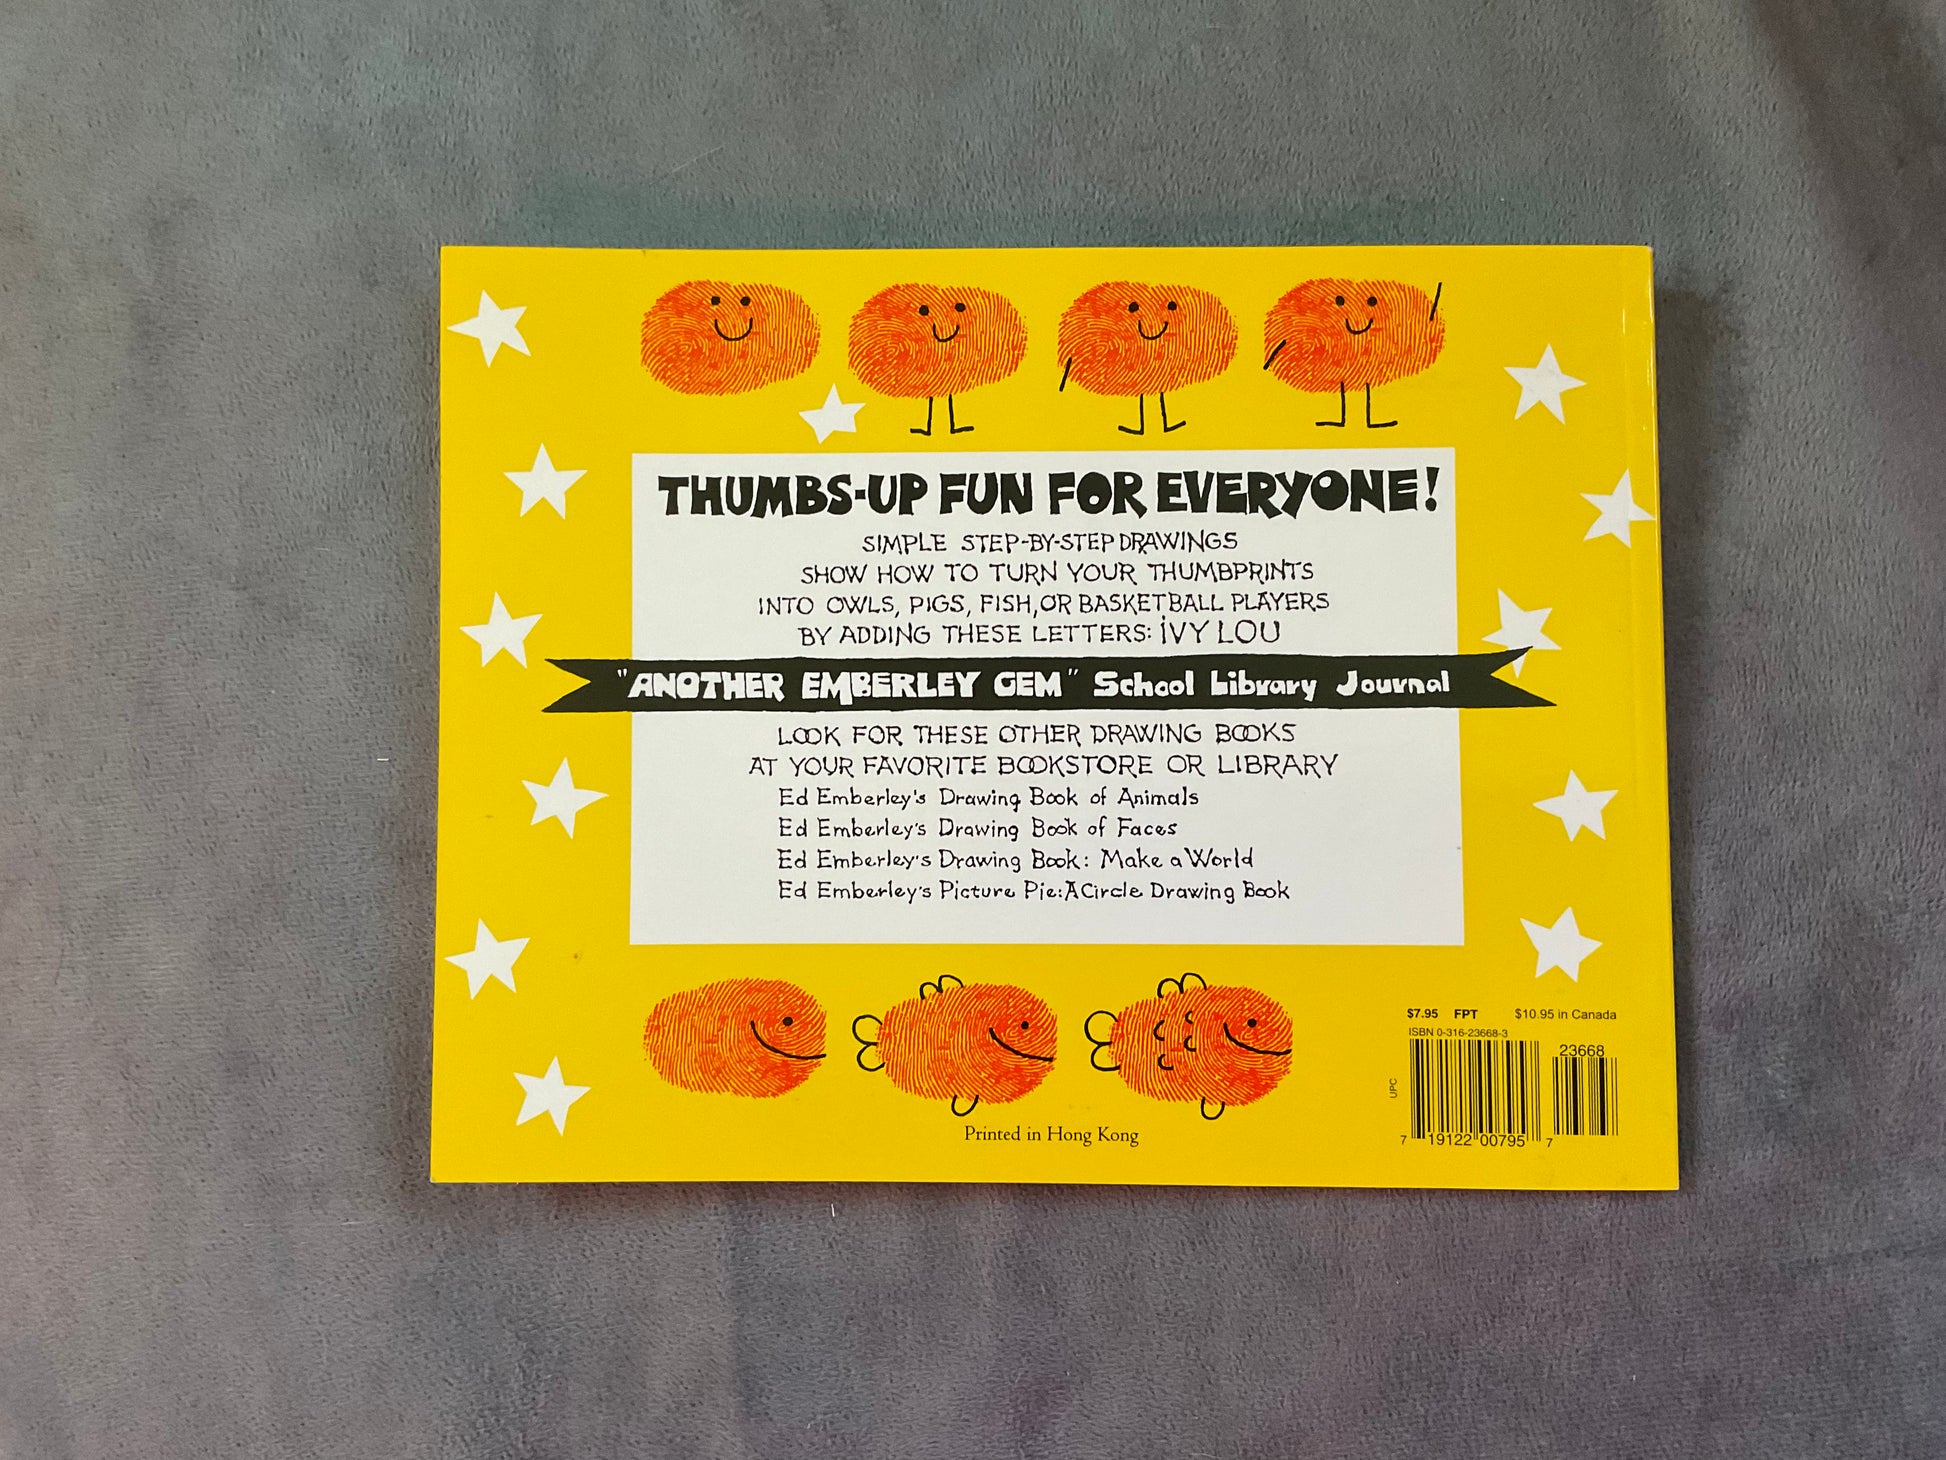 THUMBS-UP FUN FOR EVERYONE!
SIMPLE STEP-BY-STEP DRAWINGS
SHOW HOW TO TURN YOUR THUMBPRINTS
INTO OWLS, PIGS, FISH, OR BASKETBALL PLAYERS
BY ADDING THESE LETTERS: iVY LOU
"ANOTHER EMBERLEY GEM" School Library Journal
LOOK FOR THESE OTHER DRAWING BOOKS
AT YOUR FAVORITE BOOKSTORE OR LIBRARY
Ed Emberley's Drawing Book of Animals
Ed Emberley's Drawing Book of Faces
Ed Emberley's Drawing Book: Make a World
Ed Emberley's Picture Pie: A Circle Drawing Book
$7.95 FPT $10.95 in Canada
ISBN 0-316-23668-3
23668
UPC
7 19122 00795 7
Printed in Hong Kong